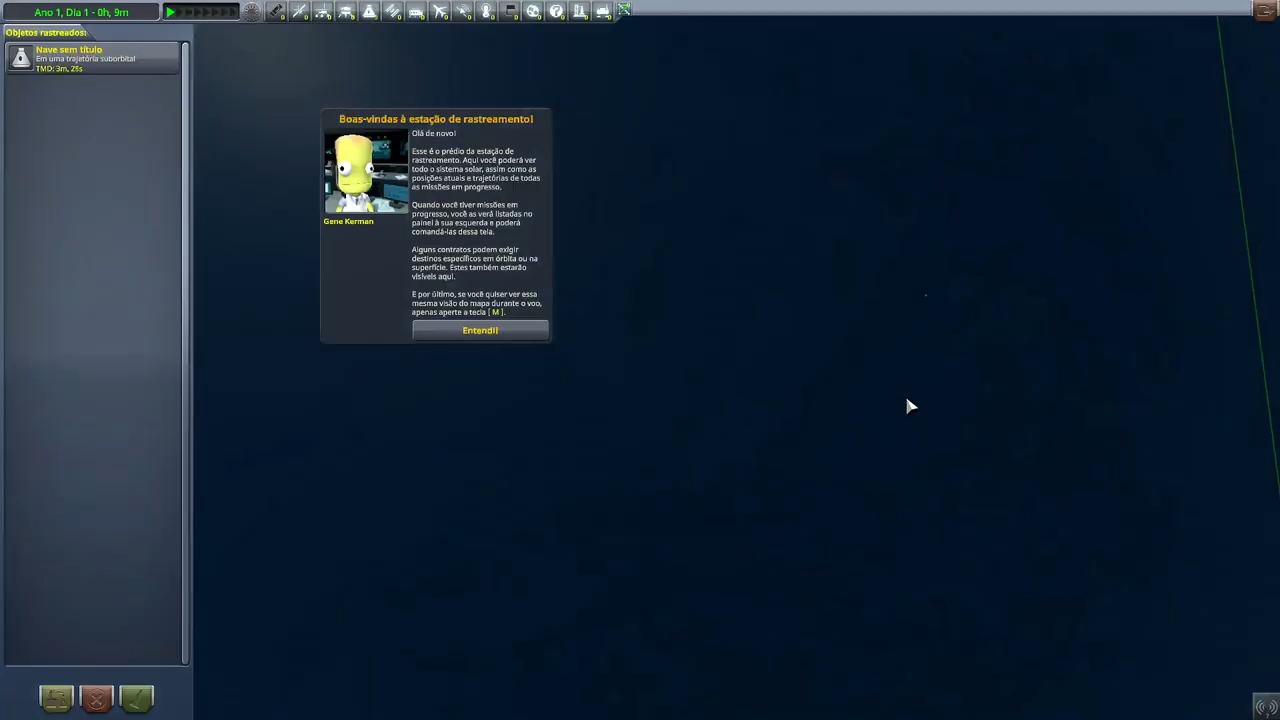 Ano 1, Dia 1 - 0h, 9m
Objetos rastreados:
Nave sem título
Em uma trajetória suborbital
TMD: 3m, 28s
Boas-vindas à estação de rastreamento!
Gene Kerman
Olá de novo!
Esse é o prédio da estação de
rastreamento. Aqui você poderá ver
todo o sistema solar, assim como as
posições atuais e trajetórias de todas
as missões em progresso.
Quando você tiver missões em
progresso, você as verá listadas no
painel à sua esquerda e poderá
comandá-las dessa tela.
Alguns contratos podem exigir
destinos específicos em órbita ou na
superfície. Estes também estarão
visíveis aqui.
E por último, se você quiser ver essa
mesma visão do mapa durante o voo,
apenas aperte a tecla [ M ].
Entendi!